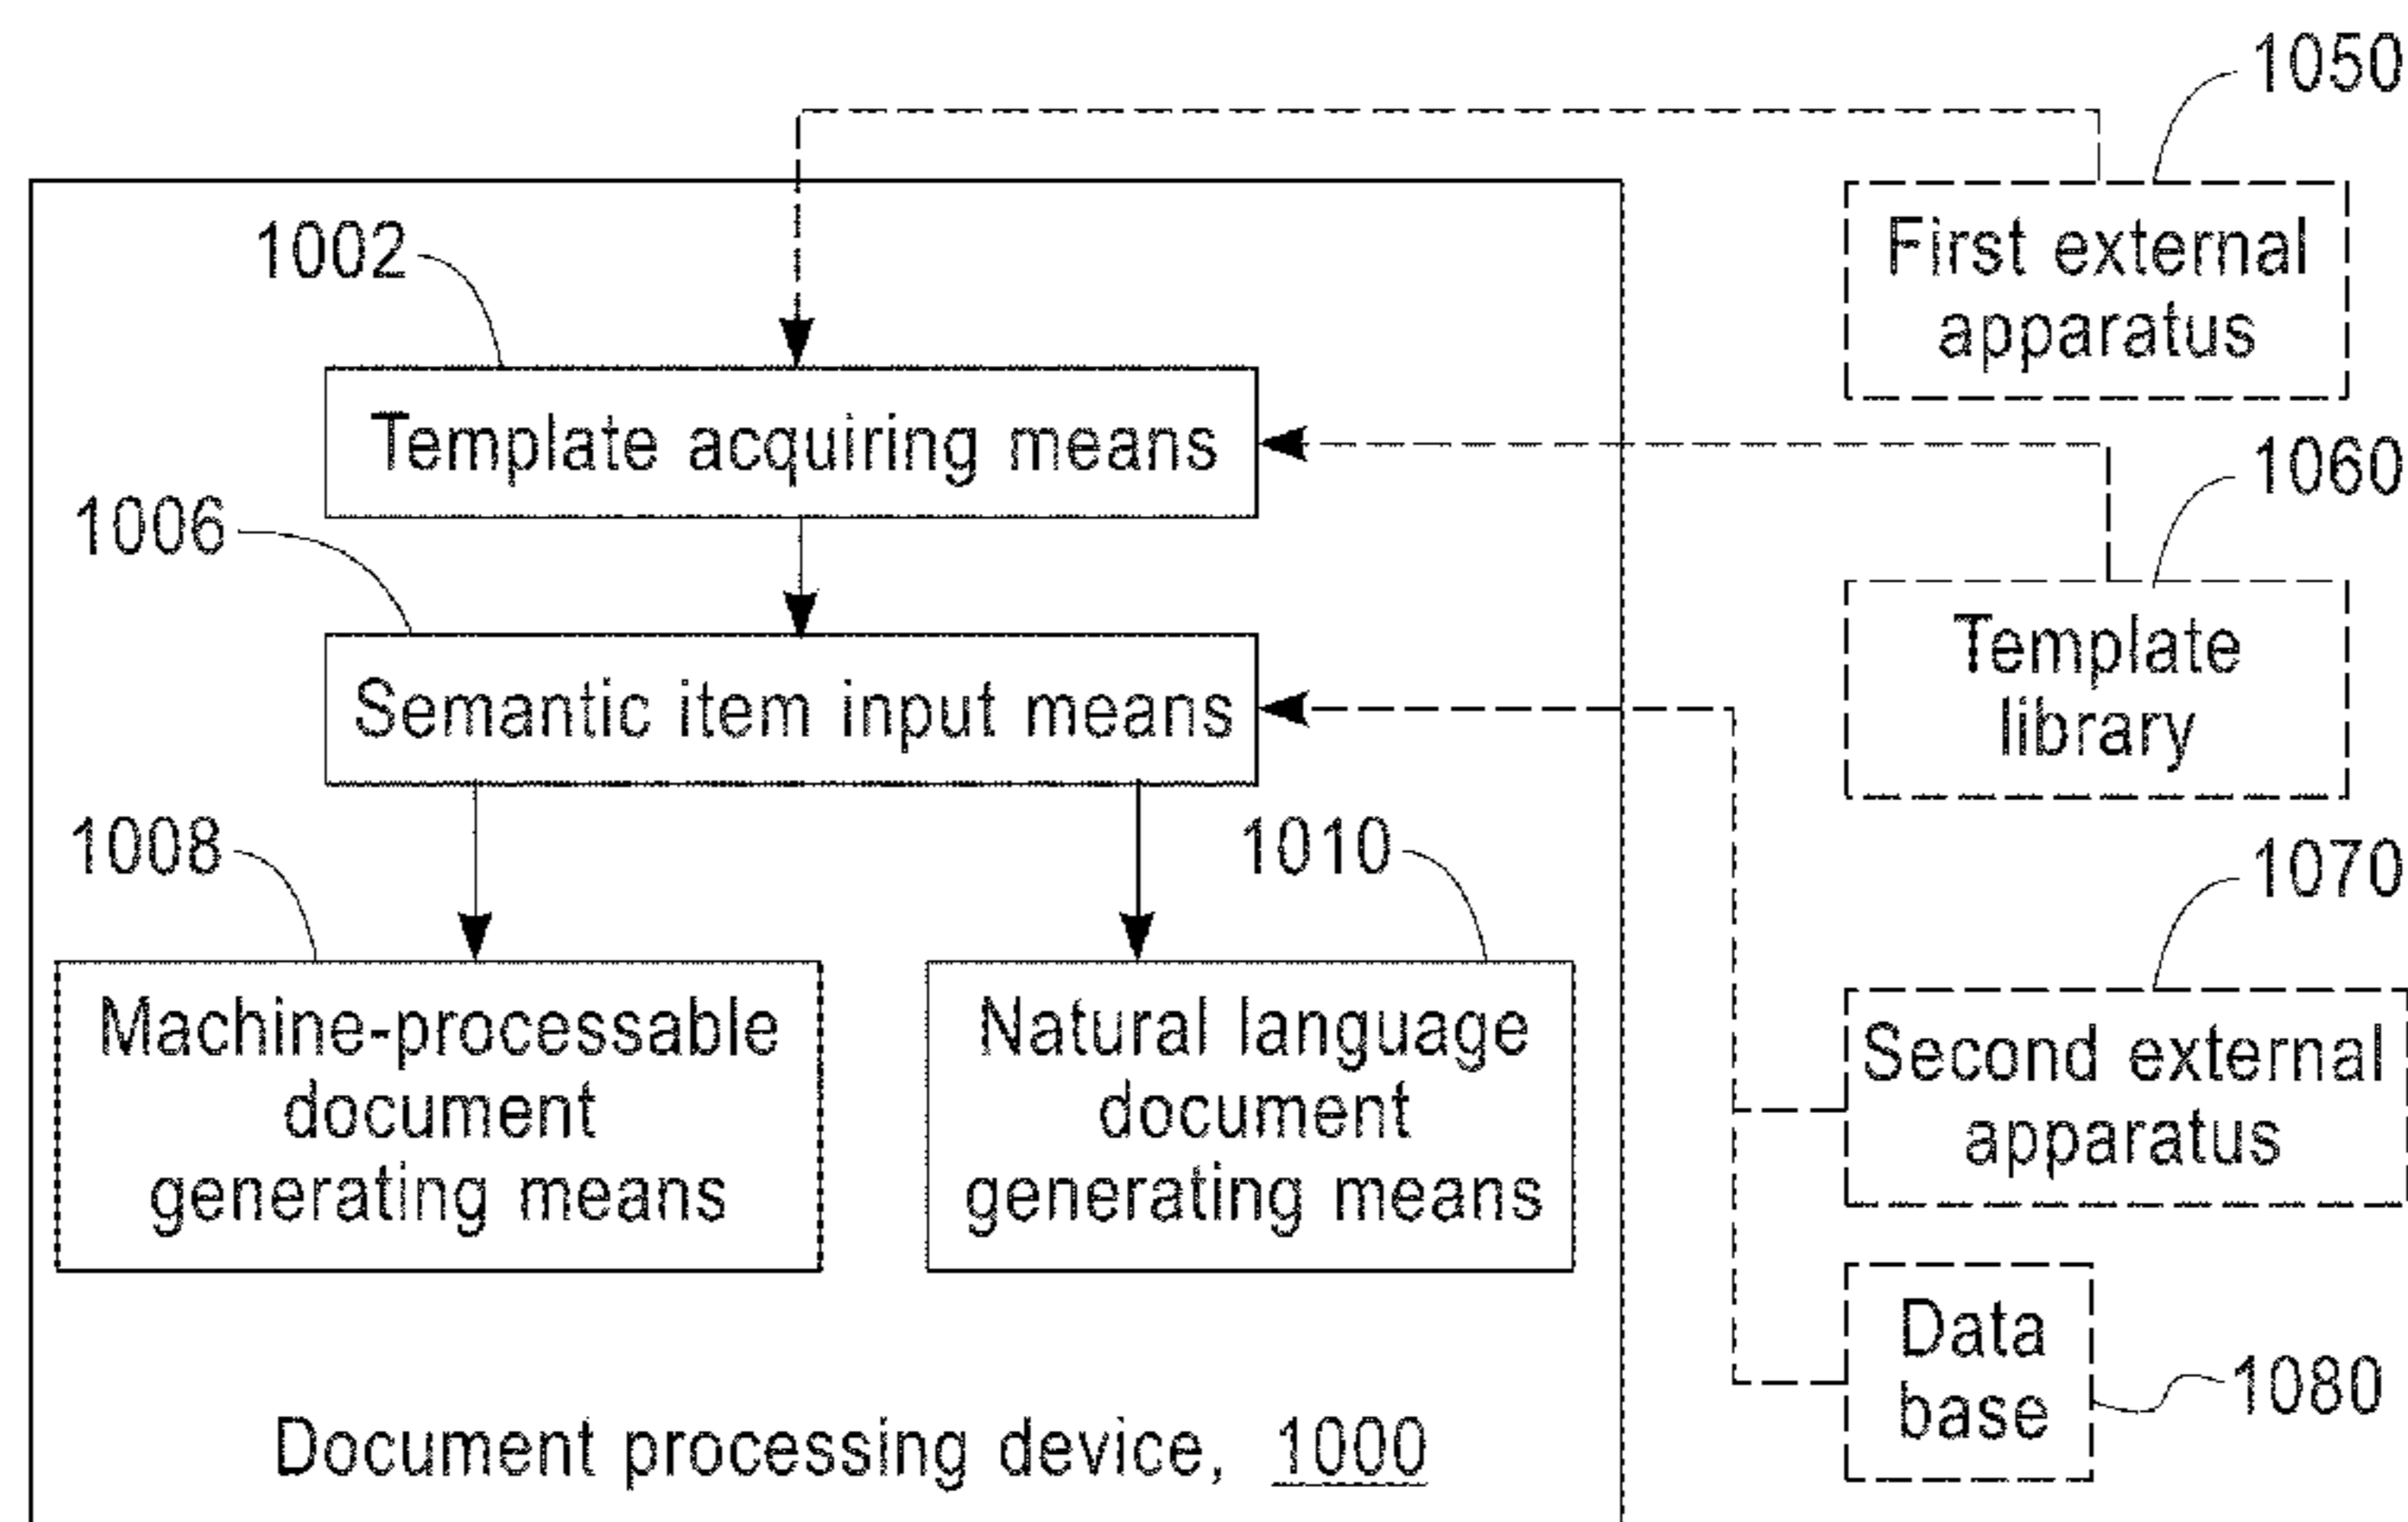 1050
1002
First external
apparatus
Template acquiring means
1060
1006
Template
library
Semantic item input means
1008
1010
1070
Machine-processable
document
generating means
Natural language
document
generating means
Second external
apparatus
Data
base
1080
Document processing device, 1000